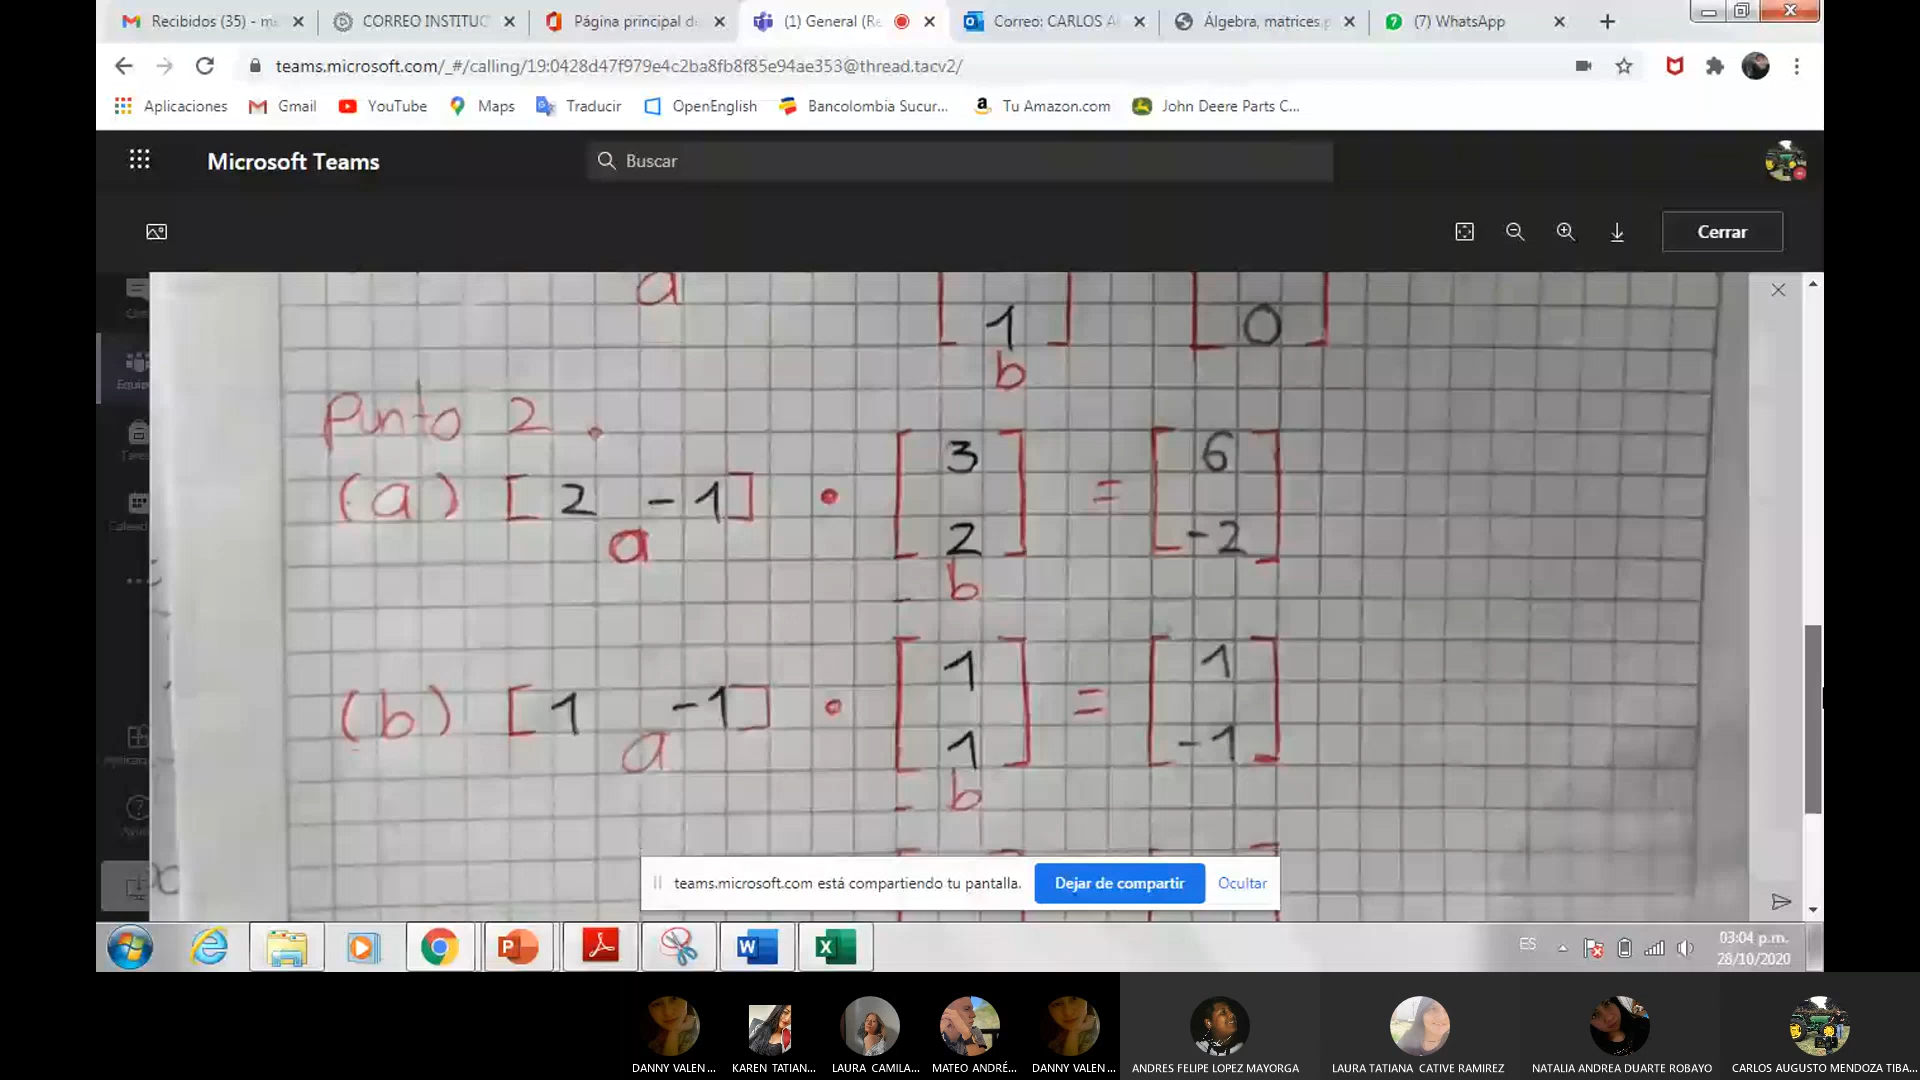 Recibidos (35) - m
CORREO INSTITUC
Página principal d
(1) General (Re
Correo: CARLOS A
Álgebra, matrices p
(7) WhatsApp
teams.microsoft.com/_#/calling/19:0428d47f979e4c2ba8fb8f85e94ae353@thread.tacv2/
Aplicaciones Gmail YouTube Maps Traducir OpenEnglish Bancolombia Sucur... Tu Amazon.com John Deere Parts C...
Microsoft Teams Buscar
Cerrar
a
1 0
b
Punto 2.
(a) [2 -1] • [3 2] = [6 -2]
a b
(b) [1 -1] • [1 1] = [1 -1]
a b
teams.microsoft.com está compartiendo tu pantalla. Dejar de compartir Ocultar
ES 03:04 p.m.
28/10/2020
DANNY VALEN... KAREN TATIAN... LAURA CAMILA... MATEO ANDRÉ... DANNY VALEN... ANDRES FELIPE LOPEZ MAYORGA LAURA TATIANA CATIVE RAMIREZ NATALIA ANDREA DUARTE ROBAYO CARLOS AUGUSTO MENDOZA TIBA...